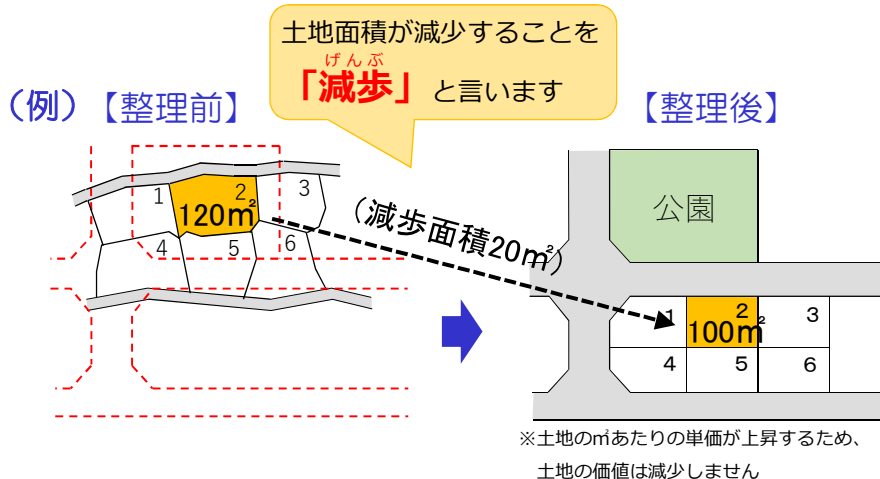 土地面積が減少することを
げんぶ
「減歩」と言います
(例)【整理前】
【整理後】
1
2
3
120㎡
4
5
6
(減歩面積20㎡)
公園
1
2
3
100㎡
4
5
6
※土地の㎡あたりの単価が上昇するため、
土地の価値は減少しません